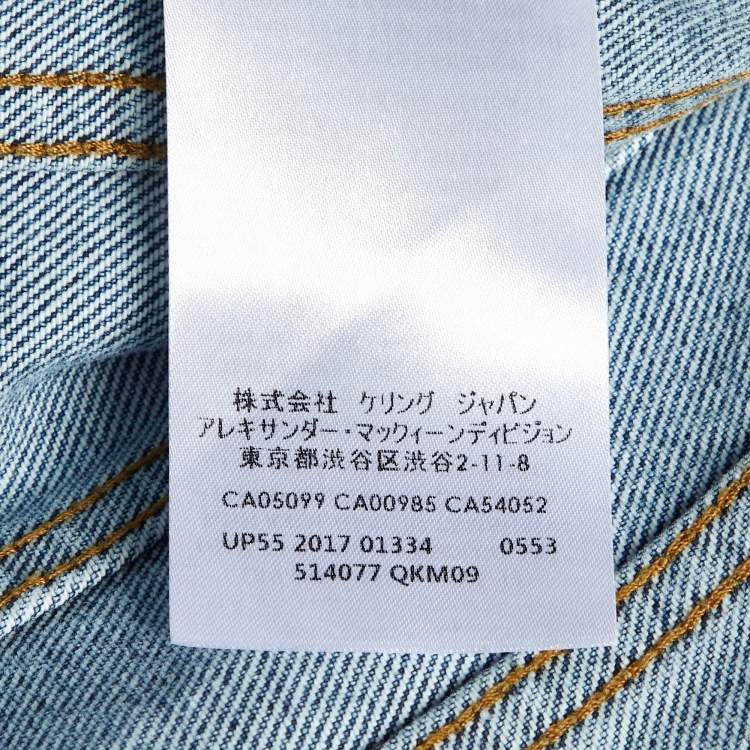 株式会社 ケリング ジャパン
アレキサンダー・マックィーンディビジョン
東京都渋谷区渋谷2-11-8
CA05099 CA00985 CA54052
UP55 2017 01334 0553
514077 QKM09